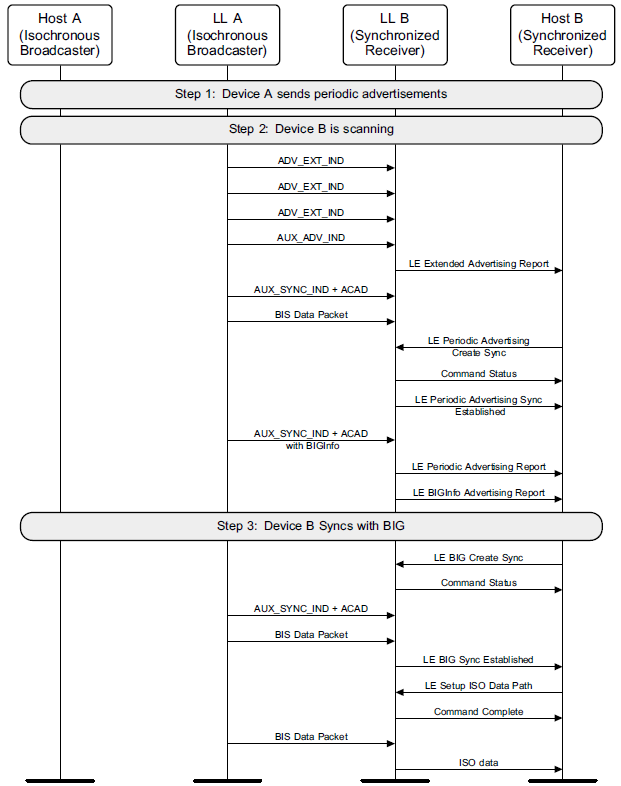 Host A
(Isochronous
Broadcaster)
LL A
(Isochronous
Broadcaster)
LL B
(Synchronized
Receiver)
Host B
(Synchronized
Receiver)
Step 1: Device A sends periodic advertisements
Step 2: Device B is scanning
ADV_EXT_IND
ADV_EXT_IND
ADV_EXT_IND
AUX_ADV_IND
LE Extended Advertising Report
AUX_SYNC_IND + ACAD
BIS Data Packet
LE Periodic Advertising
Create Sync
Command Status
LE Periodic Advertising Sync
Established
AUX_SYNC_IND + ACAD
with BIGInfo
LE Periodic Advertising Report
LE BIGInfo Advertising Report
Step 3: Device B Syncs with BIG
LE BIG Create Sync
Command Status
AUX_SYNC_IND + ACAD
BIS Data Packet
LE BIG Sync Established
LE Setup ISO Data Path
Command Complete
BIS Data Packet
ISO data